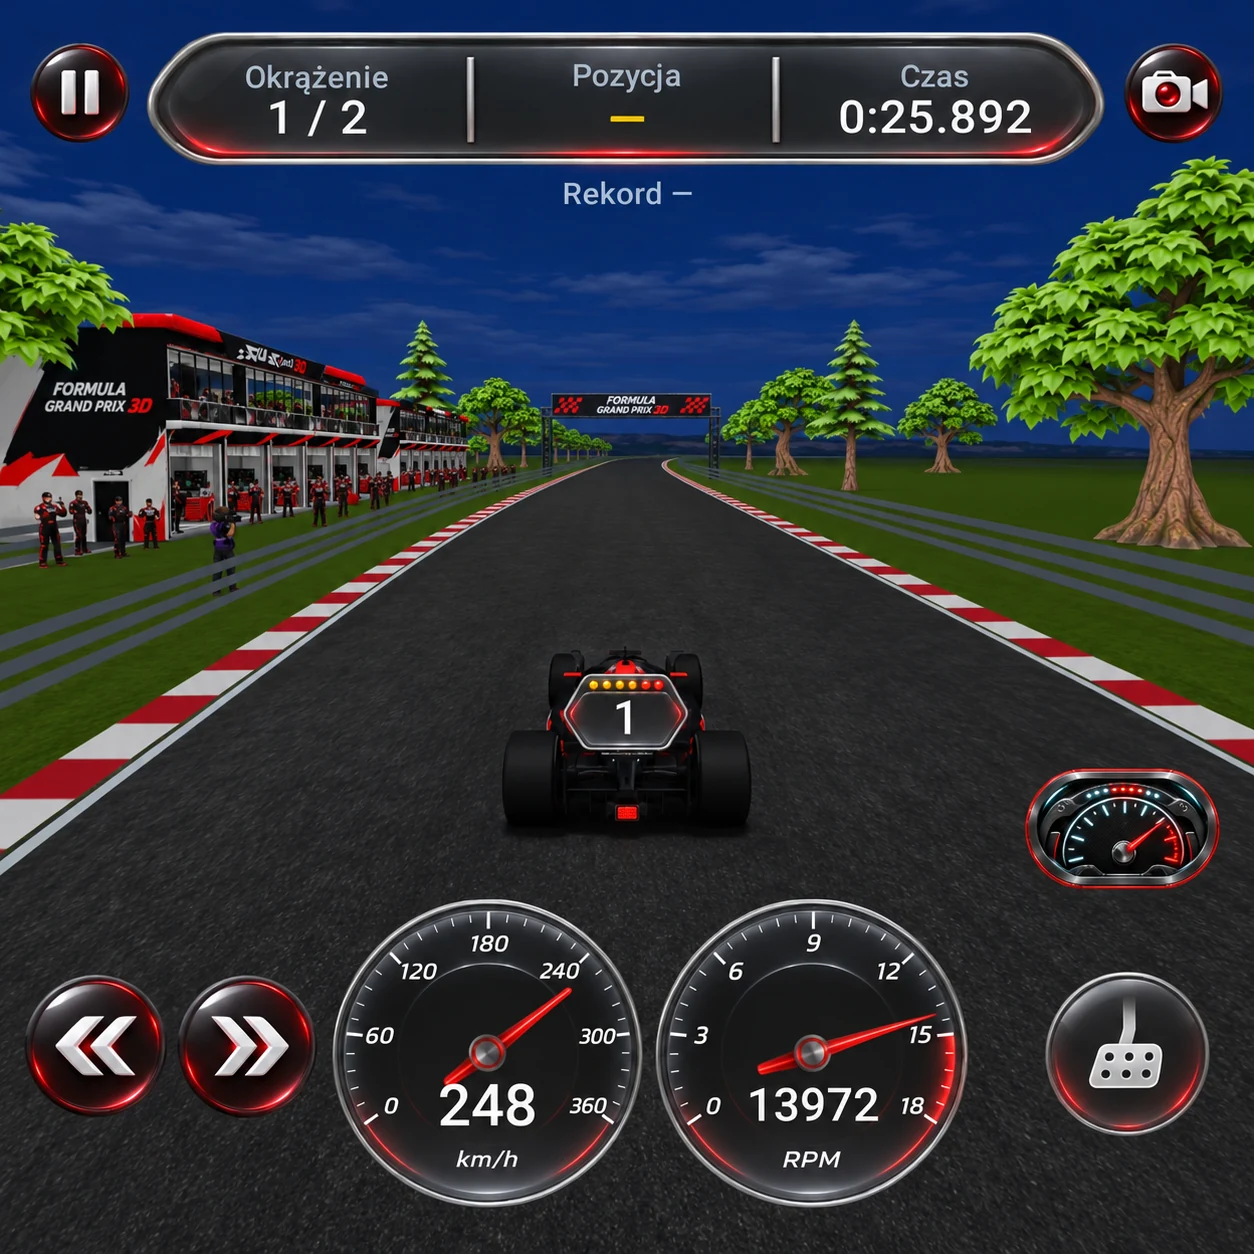 Okrążenie
1 / 2
Pozycja
—
Czas
0:25.892
Rekord —
FORMULA
GRAND PRIX 3D
3D
FORMULA
GRAND PRIX 3D
1
0
60
120
180
240
300
360
248
km/h
0
3
6
9
12
15
18
13972
RPM